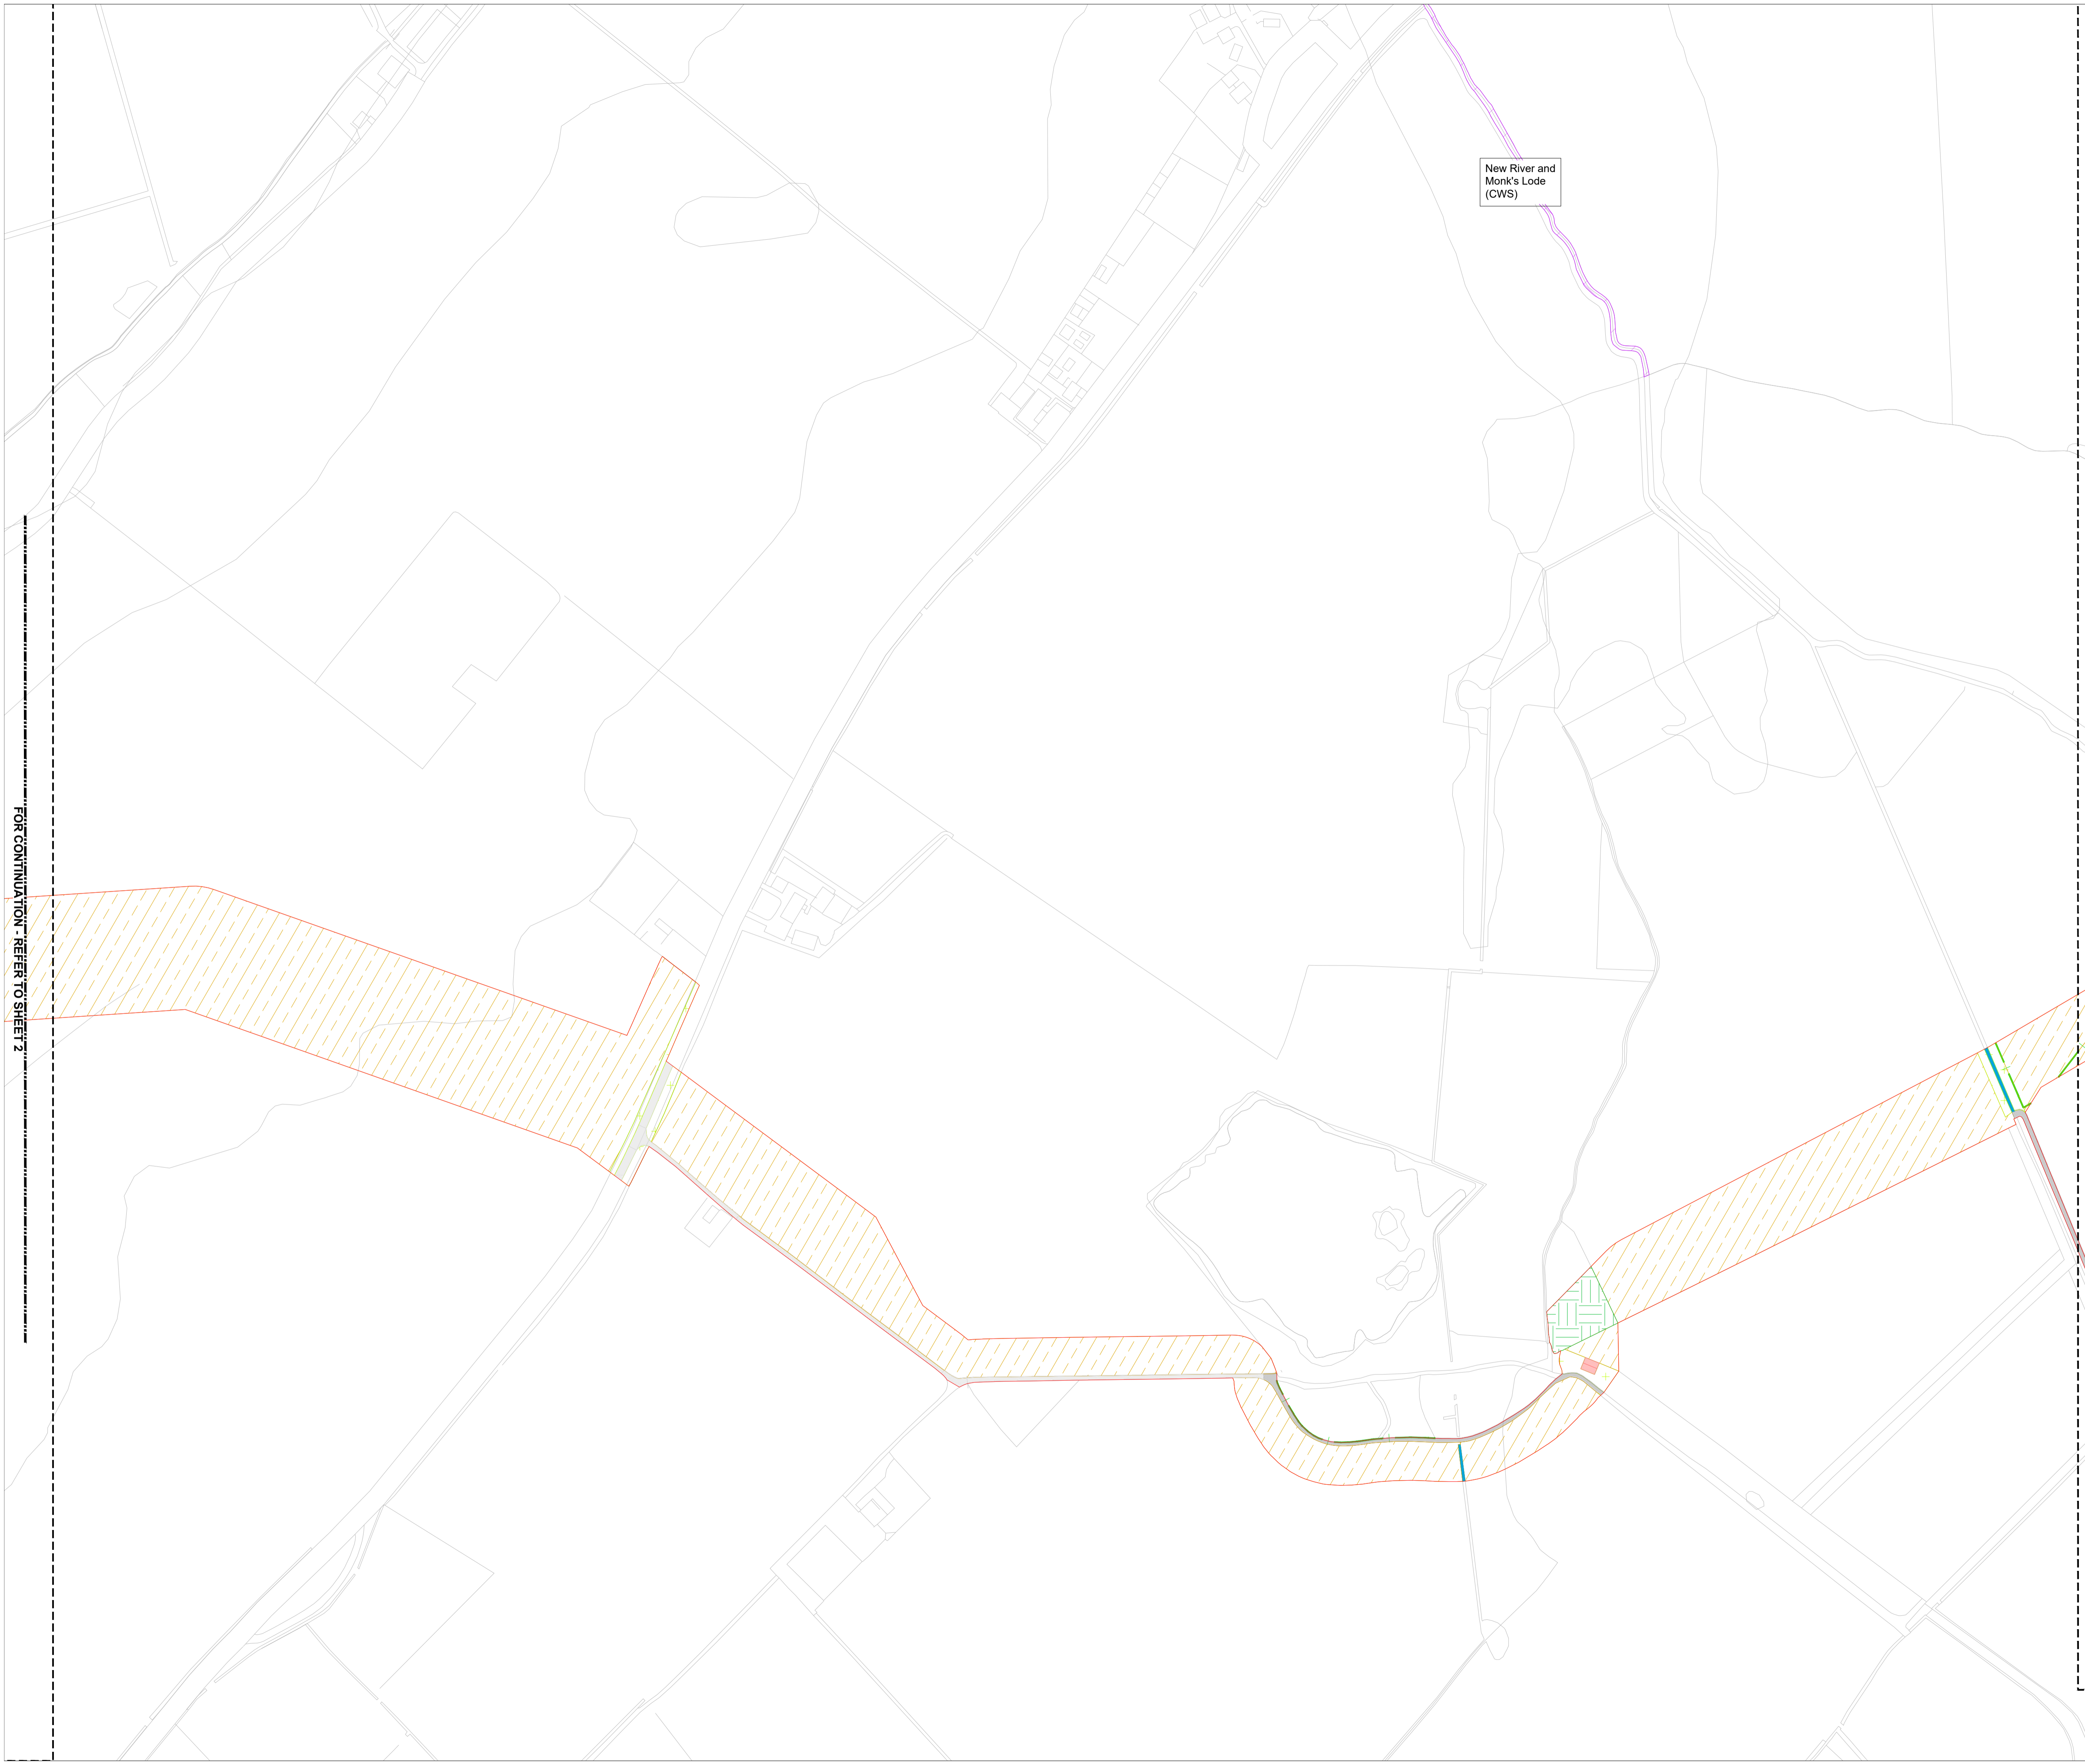 New River and
Monk's Lode
(CWS)
FOR CONTINUATION - REFER TO SHEET 2